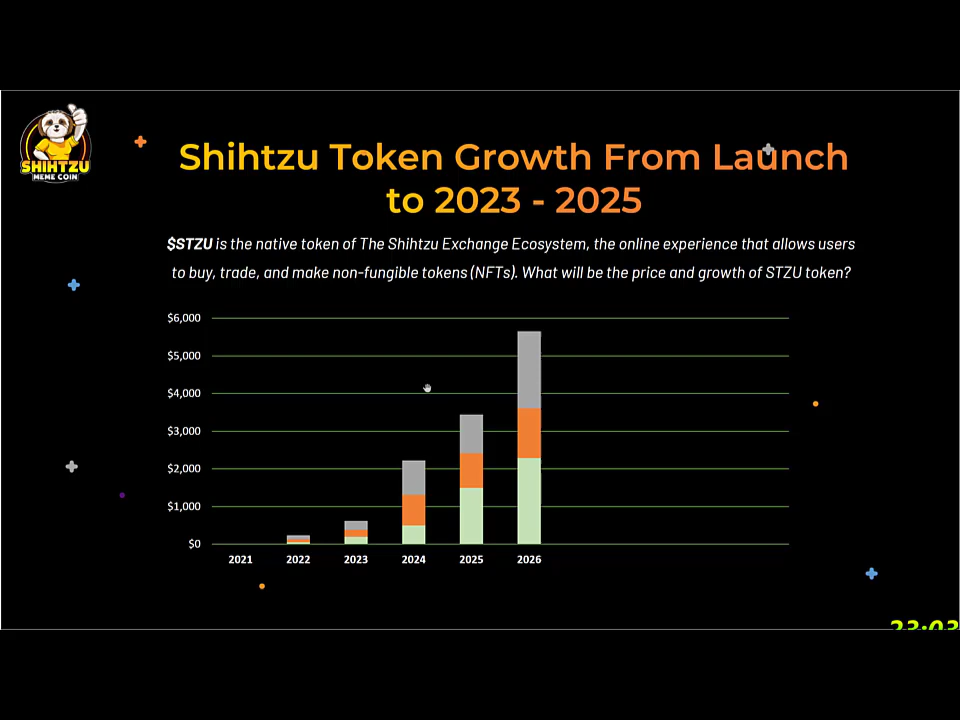 SHIHTZU
MEME COIN
Shihtzu Token Growth From Launch
to 2023 - 2025
$STZU is the native token of The Shihtzu Exchange Ecosystem, the online experience that allows users
to buy, trade, and make non-fungible tokens (NFTs). What will be the price and growth of STZU token?
$6,000
$5,000
$4,000
$3,000
$2,000
$1,000
$0
2021 2022 2023 2024 2025 2026
23:03